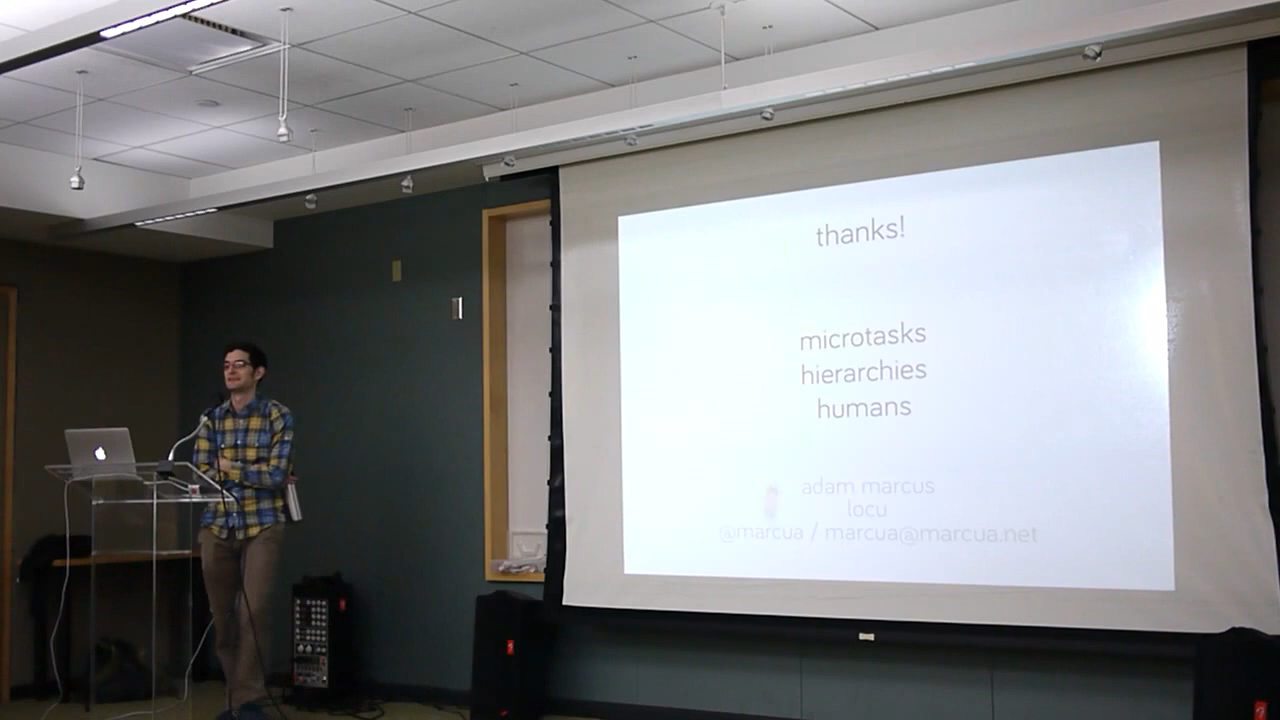 thanks!
microtasks
hierarchies
humans
adam marcus
locu
@marcua / marcua@marcua.net